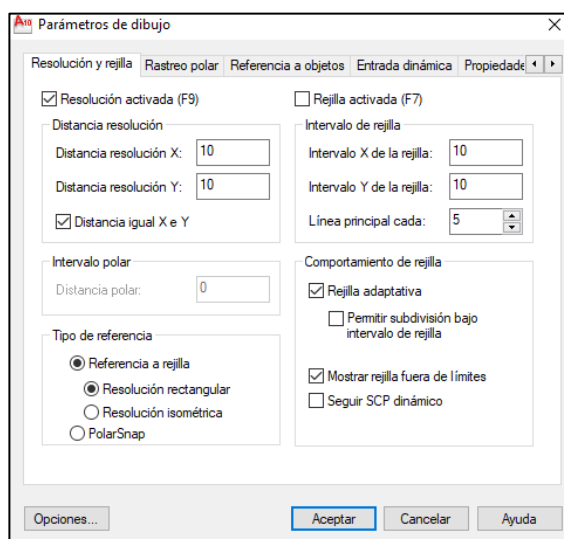 Parámetros de dibujo
Resolución y rejilla Rastreo polar Referencia a objetos Entrada dinámica Propiedade
Resolución activada (F9)
Rejilla activada (F7)
Distancia resolución
Distancia resolución X: 10
Distancia resolución Y: 10
Distancia igual X e Y
Intervalo de rejilla
Intervalo X de la rejilla: 10
Intervalo Y de la rejilla: 10
Línea principal cada: 5
Intervalo polar
Distancia polar: 0
Comportamiento de rejilla
Rejilla adaptativa
Permitir subdivisión bajo
intervalo de rejilla
Mostrar rejilla fuera de límites
Seguir SCP dinámico
Tipo de referencia
Referencia a rejilla
Resolución rectangular
Resolución isométrica
PolarSnap
Opciones... Aceptar Cancelar Ayuda